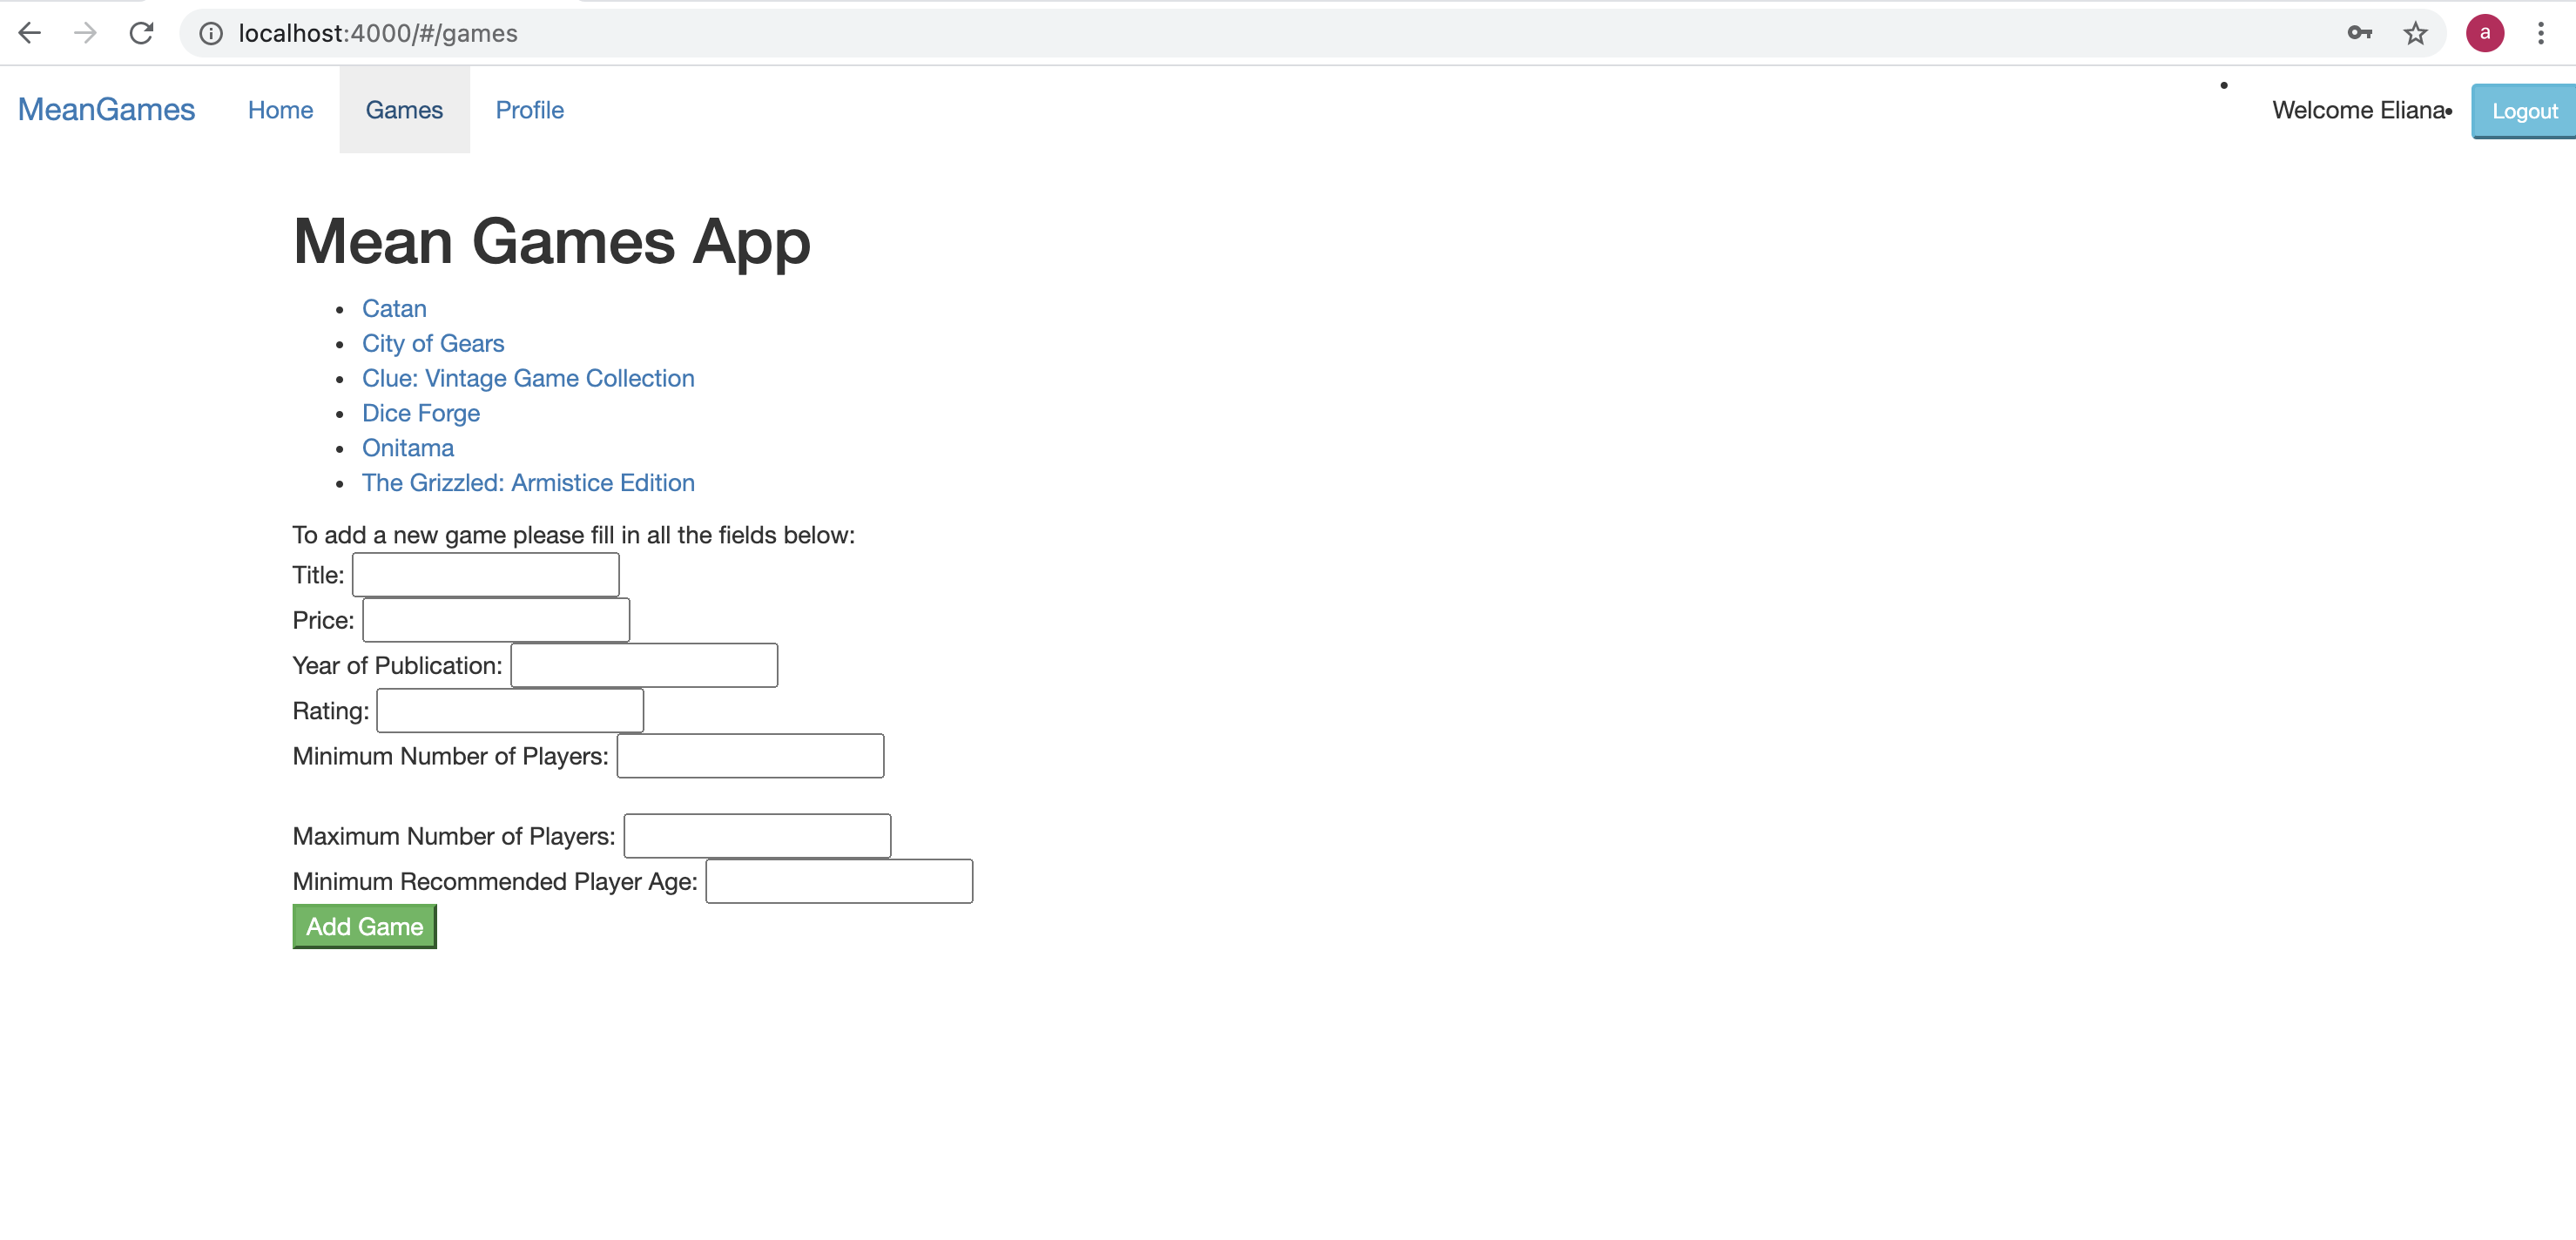 localhost:4000/#/games
a
MeanGames Home Games Profile Welcome Eliana Logout
Mean Games App
Catan
City of Gears
Clue: Vintage Game Collection
Dice Forge
Onitama
The Grizzled: Armistice Edition
To add a new game please fill in all the fields below:
Title:
Price:
Year of Publication:
Rating:
Minimum Number of Players:
Maximum Number of Players:
Minimum Recommended Player Age:
Add Game